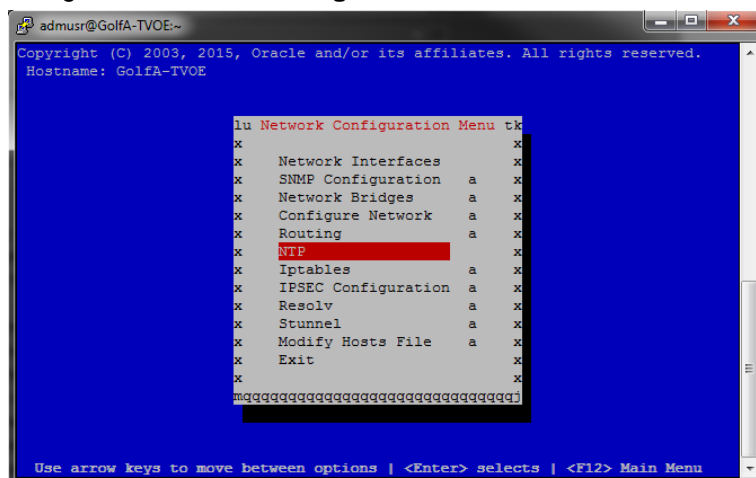 admusr@GolfA-TVOE:~
Copyright (C) 2003, 2015, Oracle and/or its affiliates. All rights reserved.
Hostname: GolfA-TVOE
lu Network Configuration Menu tk
x x
x Network Interfaces x
x SNMP Configuration a x
x Network Bridges a x
x Configure Network a x
x Routing a x
x NTP x
x Iptables a x
x IPSEC Configuration a x
x Resolv a x
x Stunnel a x
x Modify Hosts File a x
x Exit x
x x
mqqqqqqqqqqqqqqqqqqqqqqqqqqqqqqj
Use arrow keys to move between options | <Enter> selects | <F12> Main Menu